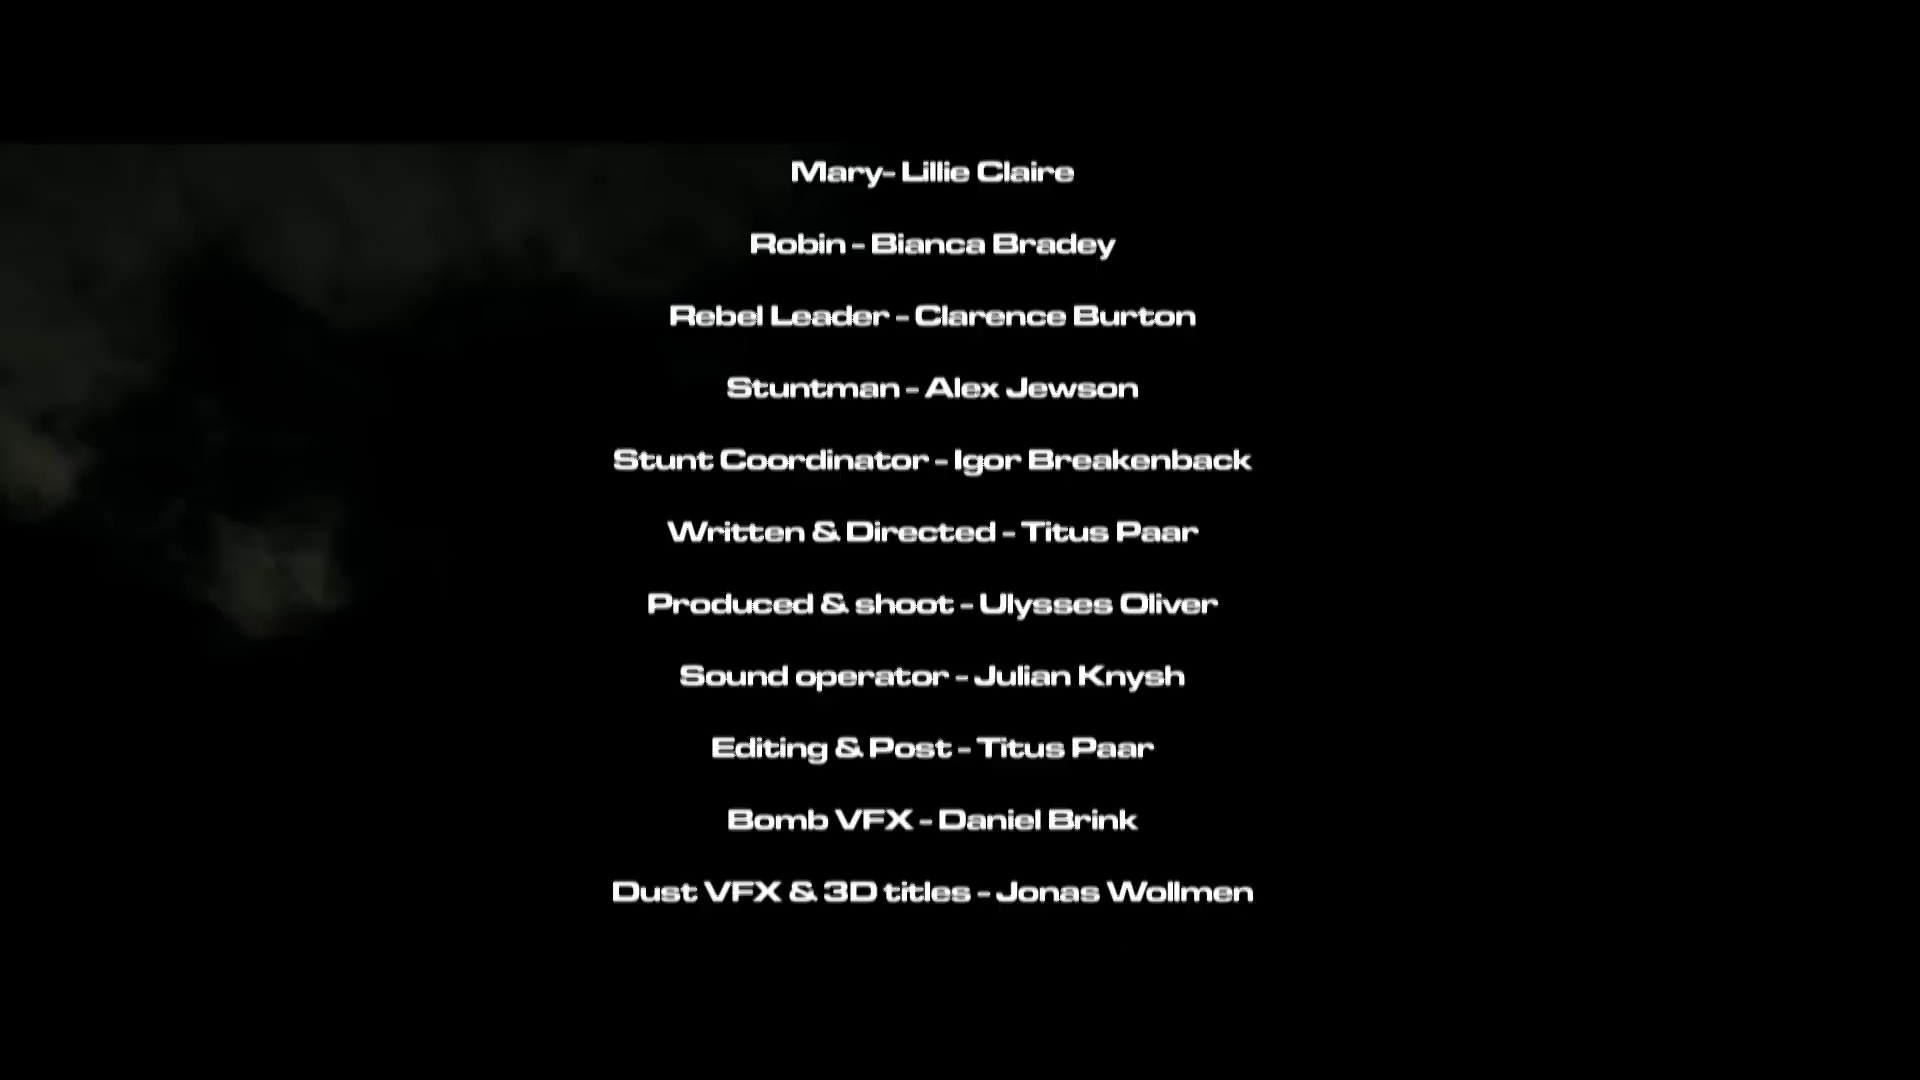 Mary- Lillie Claire
Robin - Bianca Bradey
Rebel Leader - Clarence Burton
Stuntman - Alex Jewson
Stunt Coordinator - Igor Breakenback
Written & Directed - Titus Paar
Produced & shoot - Ulysses Oliver
Sound operator - Julian Knysh
Editing & Post - Titus Paar
Bomb VFX - Daniel Brink
Dust VFX & 3D titles - Jonas Wollmen